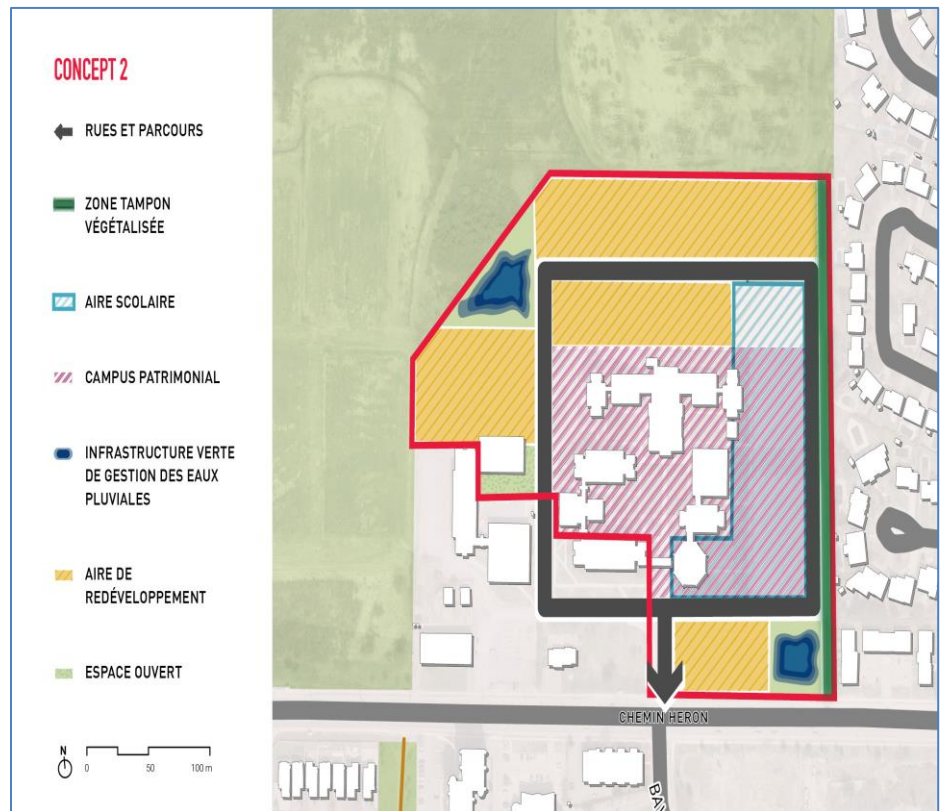 CONCEPT 2
RUES ET PARCOURS
ZONE TAMPON
VÉGÉTALISÉE
AIRE SCOLAIRE
CAMPUS PATRIMONIAL
INFRASTRUCTURE VERTE
DE GESTION DES EAUX
PLUVIALES
AIRE DE
REDÉVELOPPEMENT
ESPACE OUVERT
N
0 50 100 m
CHEMIN HERON
BAY